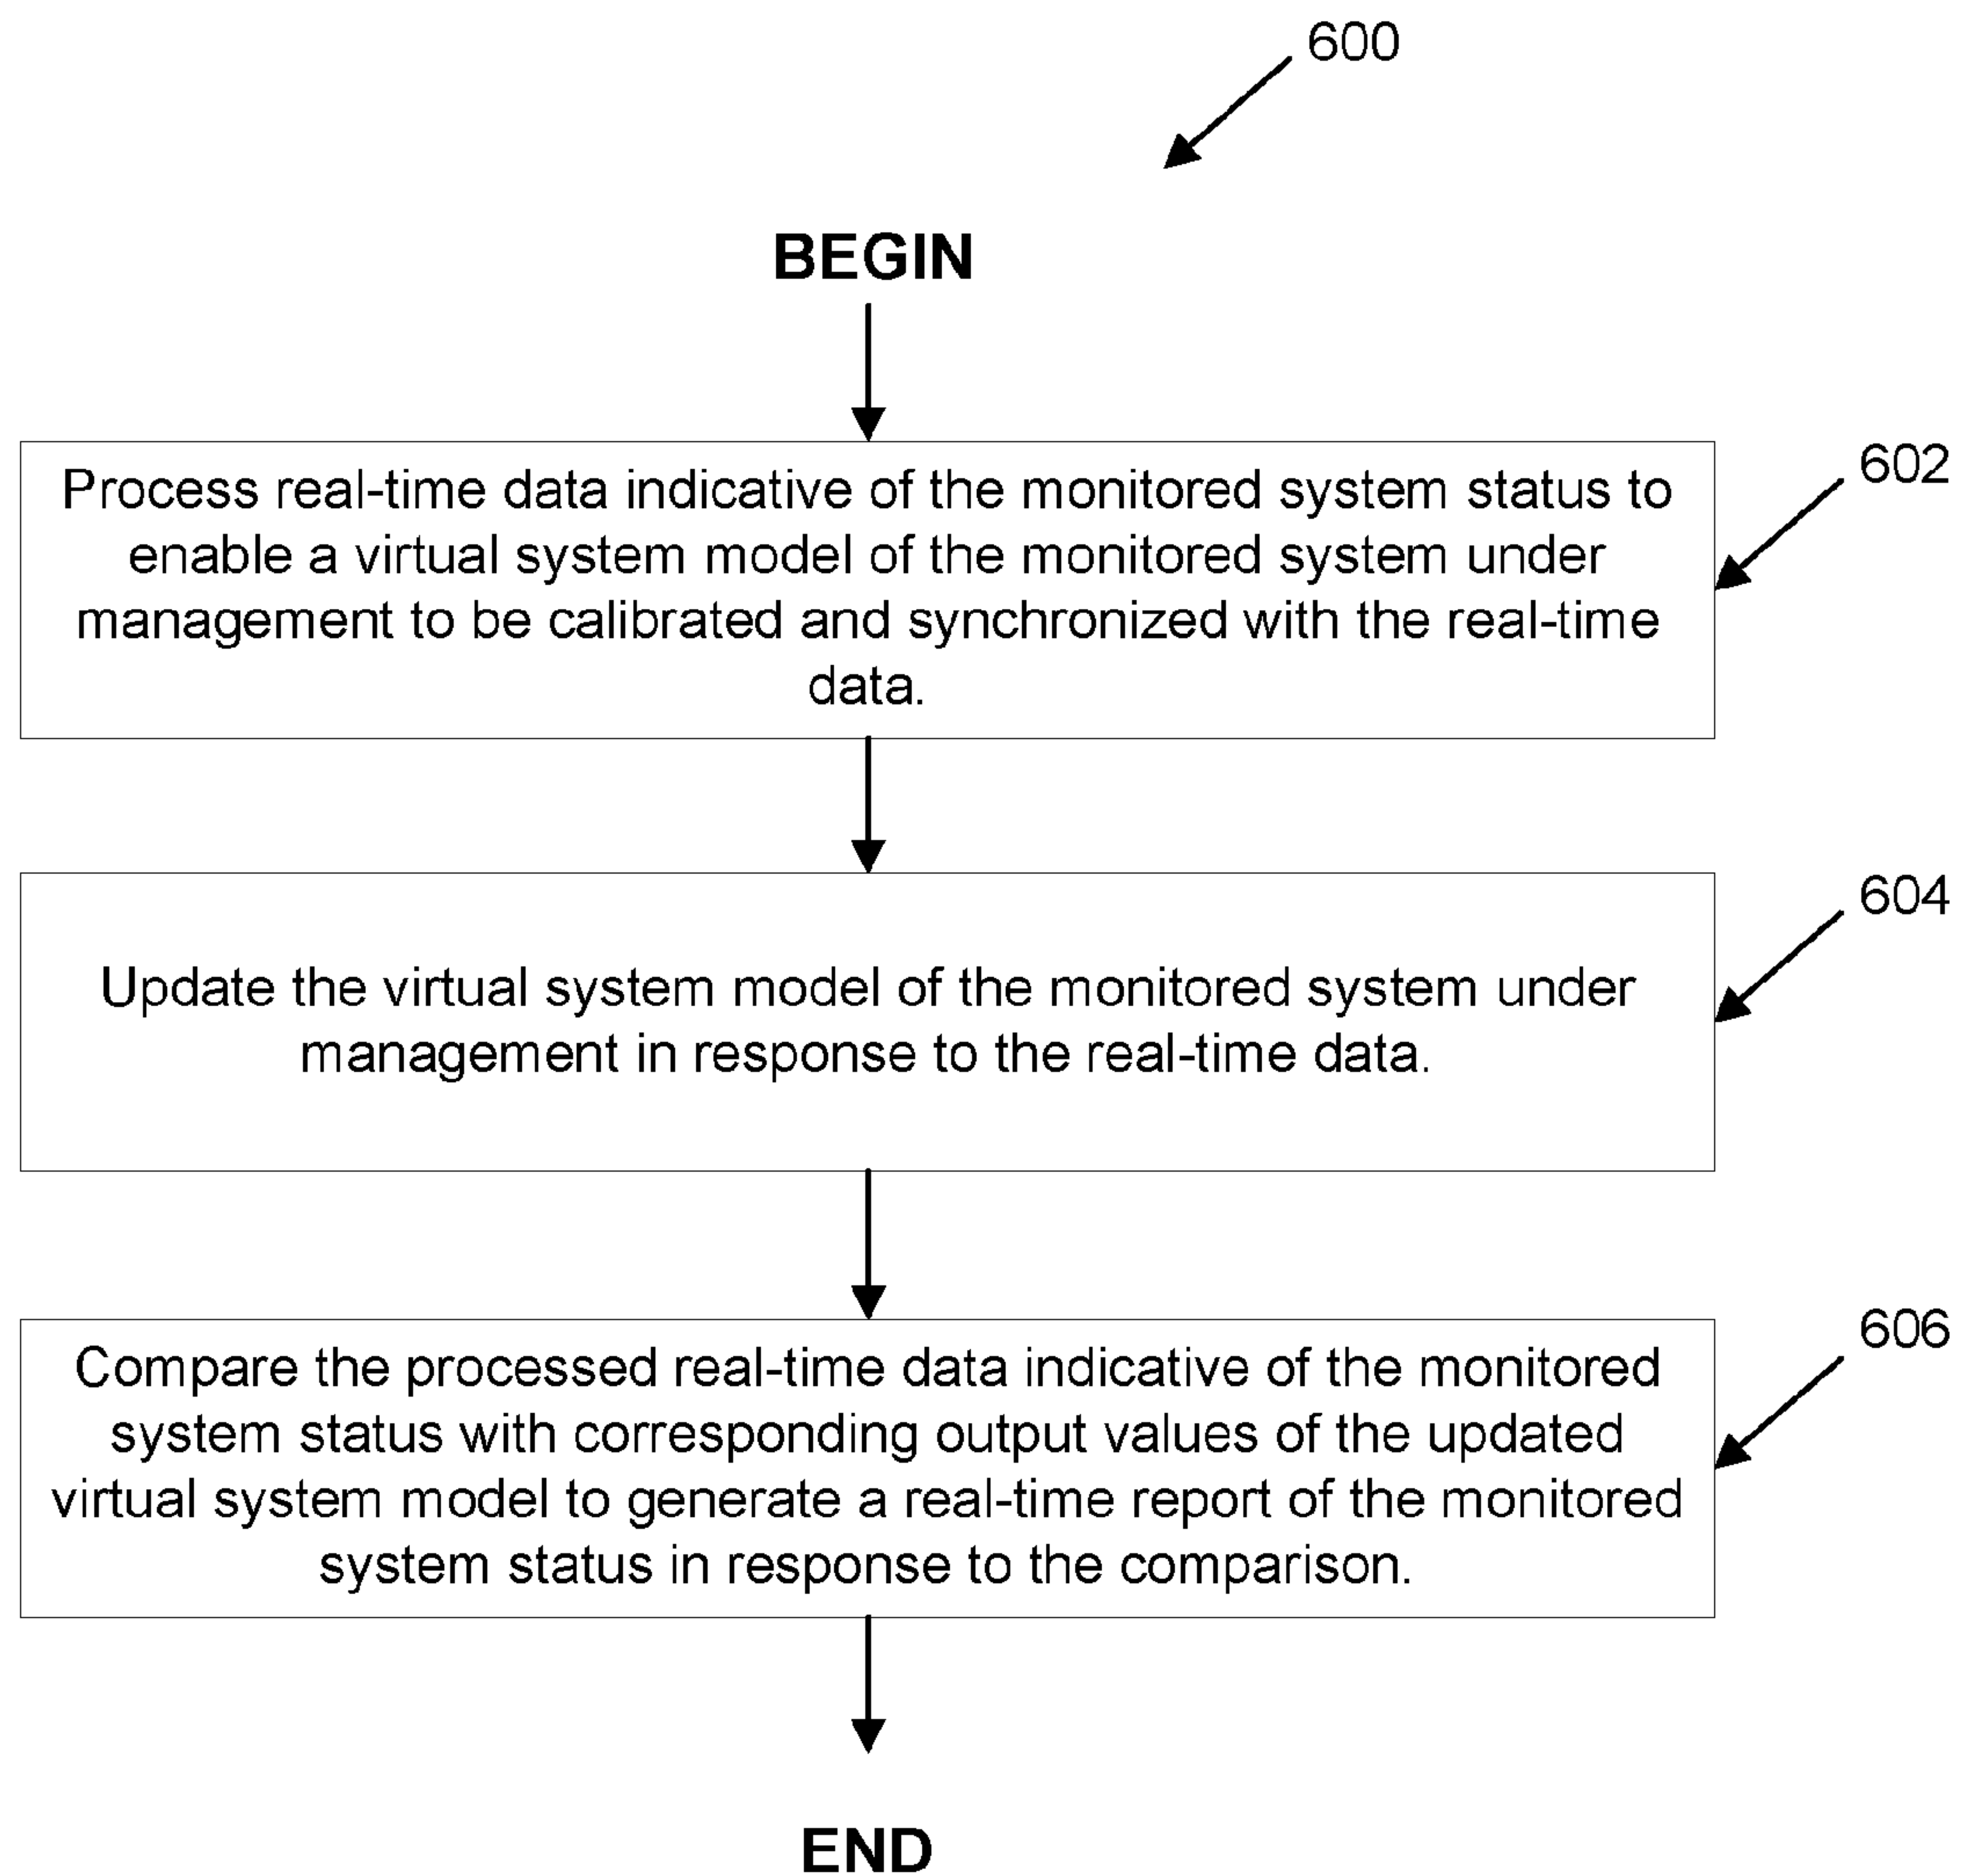 600
BEGIN
602
Process real-time data indicative of the monitored system status to
enable a virtual system model of the monitored system under
management to be calibrated and synchronized with the real-time
data.
604
Update the virtual system model of the monitored system under
management in response to the real-time data.
606
Compare the processed real-time data indicative of the monitored
system status with corresponding output values of the updated
virtual system model to generate a real-time report of the monitored
system status in response to the comparison.
END